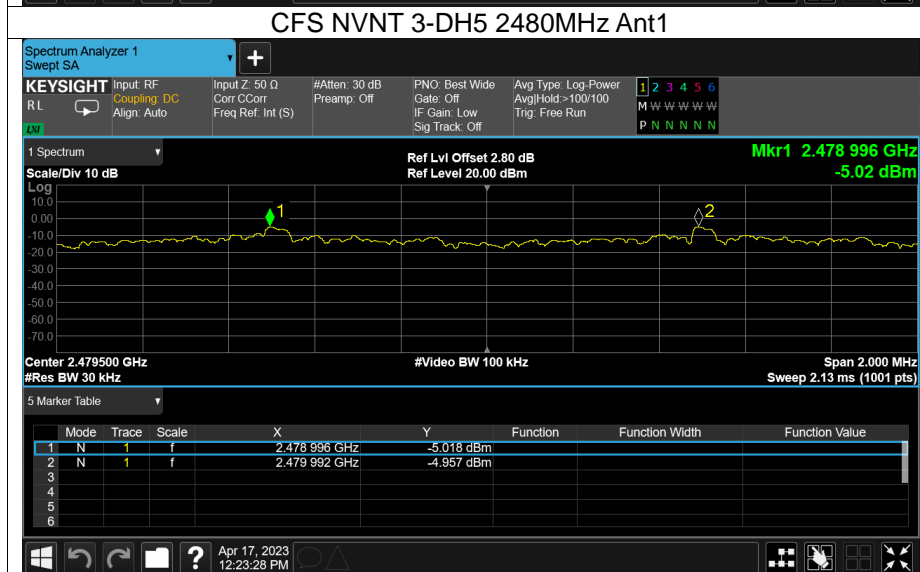 CFS NVNT 3-DH5 2480MHz Ant1
Spectrum Analyzer 1
Swept SA
+
KEYSIGHT Input: RF Input Z: 50 Ω #Atten: 30 dB PNO: Best Wide Avg Type: Log-Power 1 2 3 4 5 6
RL Coupling: DC Corr CCorr Preamp: Off Gate: Off Avg|Hold:>100/100 M W W W W W
Align: Auto Freq Ref: Int (S) IF Gain: Low Trig: Free Run
LXI Sig Track: Off P N N N N N
1 Spectrum Ref Lvl Offset 2.80 dB Mkr1 2.478 996 GHz
Scale/Div 10 dB Ref Level 20.00 dBm -5.02 dBm
Log
10.0
0.00 1 2
-10.0
-20.0
-30.0
-40.0
-50.0
-60.0
-70.0
Center 2.479500 GHz #Video BW 100 kHz Span 2.000 MHz
#Res BW 30 kHz Sweep 2.13 ms (1001 pts)
5 Marker Table
Mode Trace Scale X Y Function Function Width Function Value
1 N 1 f 2.478 996 GHz -5.018 dBm
2 N 1 f 2.479 992 GHz -4.957 dBm
3
4
5
6
? Apr 17, 2023
12:23:28 PM